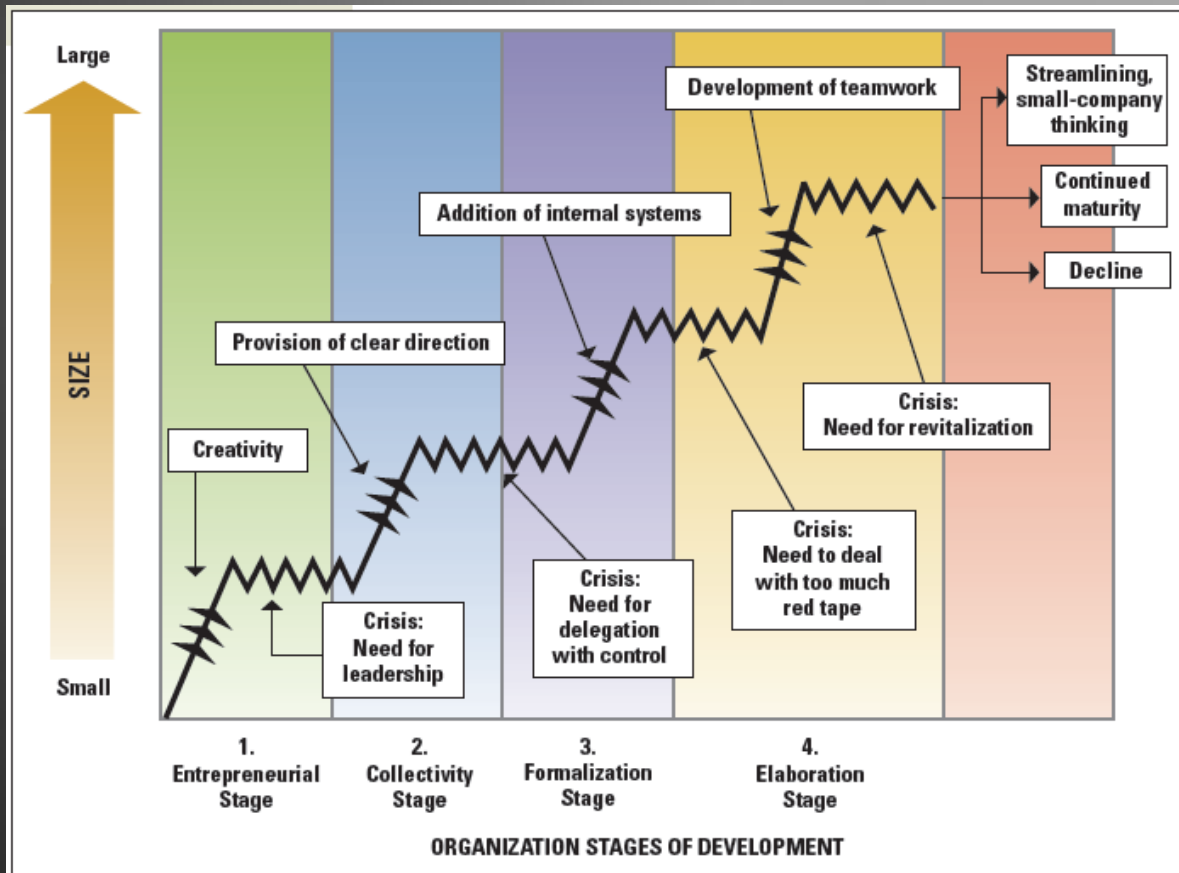 Large
SIZE
Small
Creativity
Crisis:
Need for
leadership
Provision of clear direction
Crisis:
Need for
delegation
with control
Addition of internal systems
Crisis:
Need to deal
with too much
red tape
Development of teamwork
Crisis:
Need for revitalization
Streamlining,
small-company
thinking
Continued
maturity
Decline
1.
Entrepreneurial
Stage
2.
Collectivity
Stage
3.
Formalization
Stage
4.
Elaboration
Stage
ORGANIZATION STAGES OF DEVELOPMENT